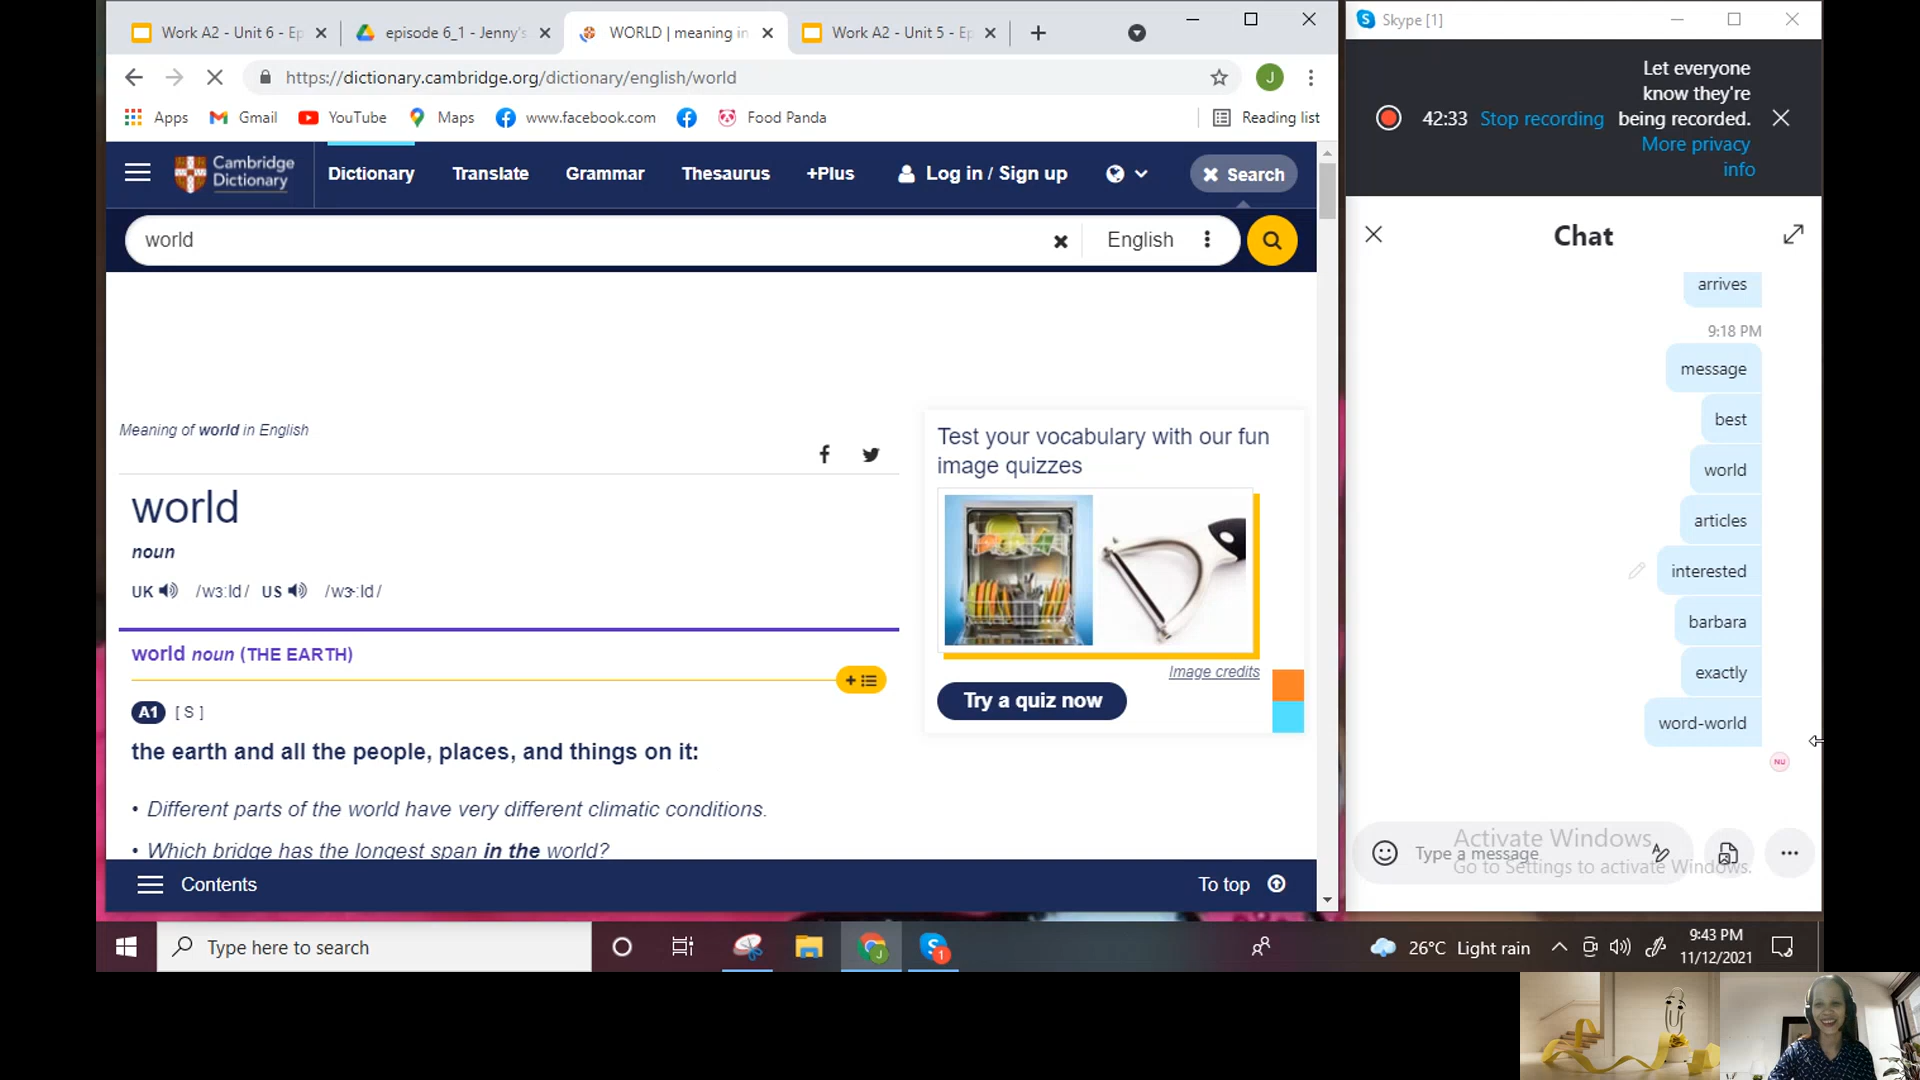 Work A2 - Unit 6 - Ep
episode 6_1 - Jenny's
WORLD | meaning in
Work A2 - Unit 5 - Ep
https://dictionary.cambridge.org/dictionary/english/world
J
Apps
Gmail
YouTube
Maps
www.facebook.com
Food Panda
Reading list
Cambridge
Dictionary
Dictionary
Translate
Grammar
Thesaurus
+Plus
Log in / Sign up
Search
world
English
Meaning of world in English
world
noun
UK /wɜːld/ US /wɝːld/
world noun (THE EARTH)
A1 [ S ]
the earth and all the people, places, and things on it:
• Different parts of the world have very different climatic conditions.
• Which bridge has the longest span in the world?
Test your vocabulary with our fun
image quizzes
Image credits
Try a quiz now
Contents
To top
Skype [1]
42:33
Stop recording
Let everyone
know they're
being recorded.
More privacy
info
Chat
arrives
9:18 PM
message
best
world
articles
interested
barbara
exactly
word-world
NU
Type a message
Activate Windows
Go to Settings to activate Windows.
Type here to search
J
1
26°C Light rain
9:43 PM
11/12/2021